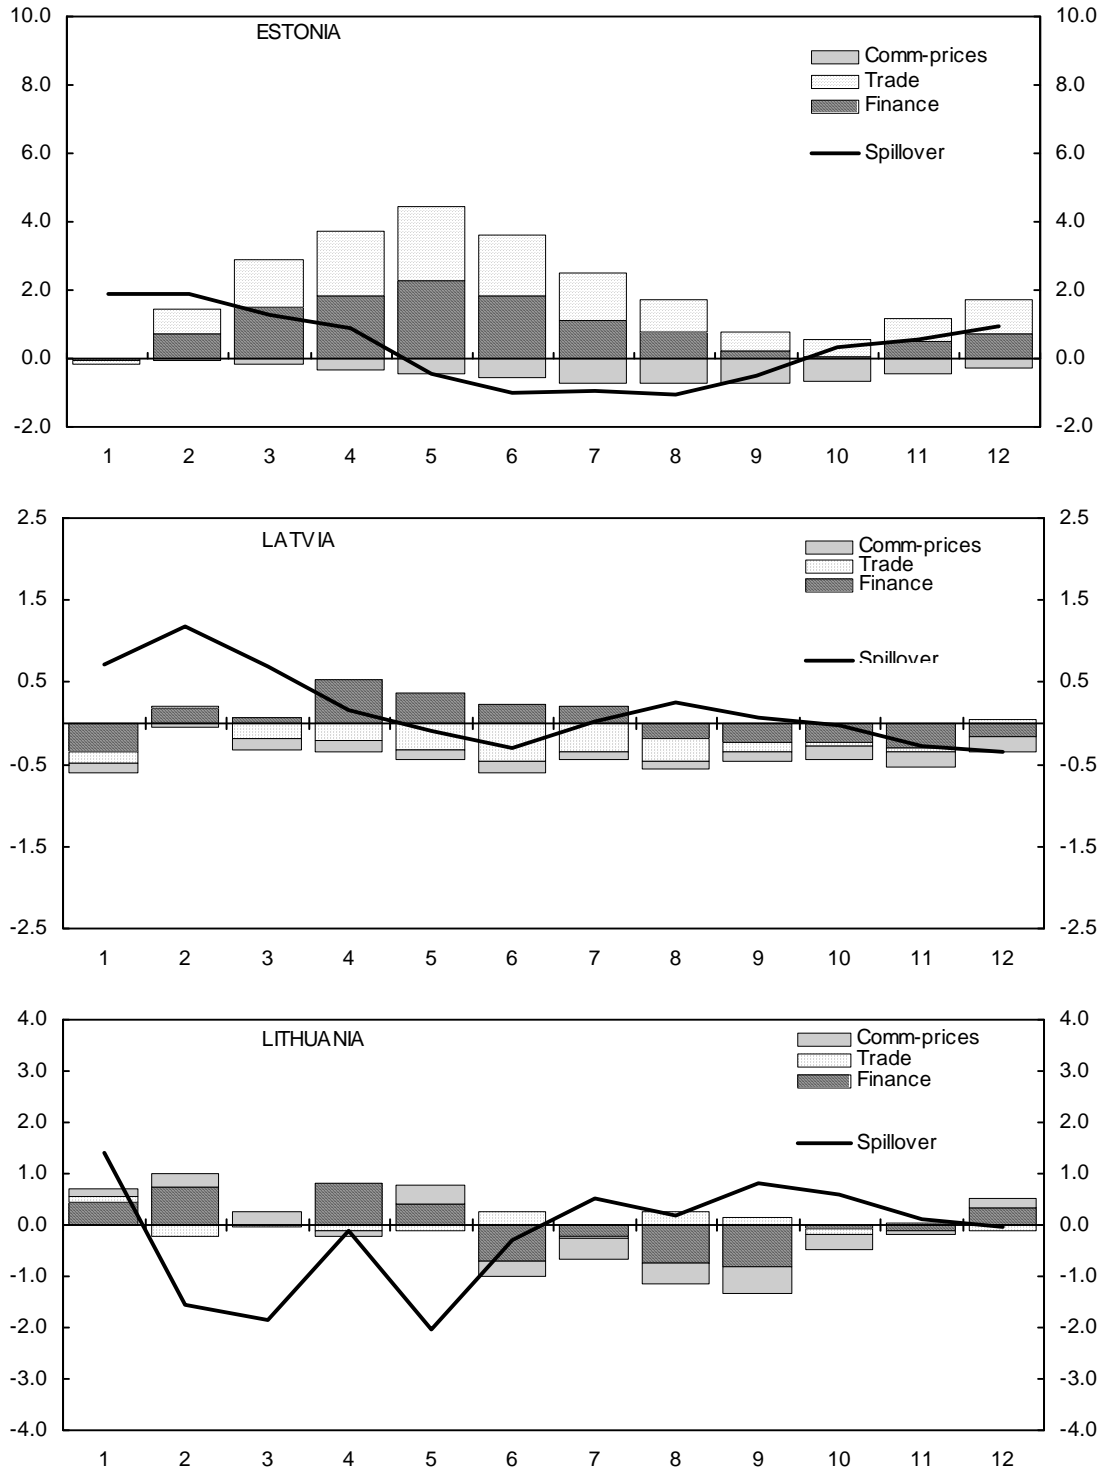 10.0 10.0
ESTONIA
Comm-prices
8.0 Trade 8.0
Finance
6.0 Spillover 6.0
4.0 4.0
2.0 2.0
0.0 0.0
-2.0 -2.0
1 2 3 4 5 6 7 8 9 10 11 12
2.5 2.5
LATVIA
Comm-prices
Trade
Finance
1.5 1.5
Spillover
0.5 0.5
-0.5 -0.5
-1.5 -1.5
-2.5 -2.5
1 2 3 4 5 6 7 8 9 10 11 12
4.0 4.0
LITHUANIA
Comm-prices
Trade
3.0 Finance 3.0
2.0 2.0
Spillover
1.0 1.0
0.0 0.0
-1.0 -1.0
-2.0 -2.0
-3.0 -3.0
-4.0 -4.0
1 2 3 4 5 6 7 8 9 10 11 12